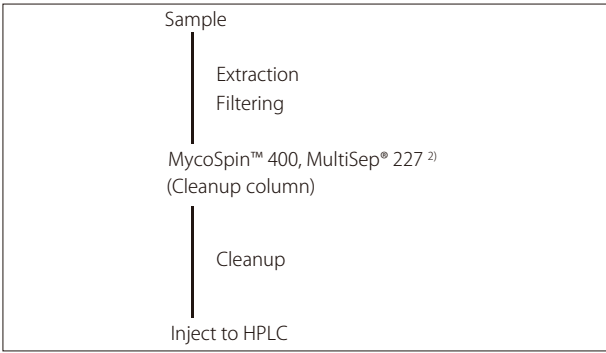 Sample
Extraction
Filtering
MycoSpin™ 400, MultiSep® 227 ²⁾
(Cleanup column)
Cleanup
Inject to HPLC